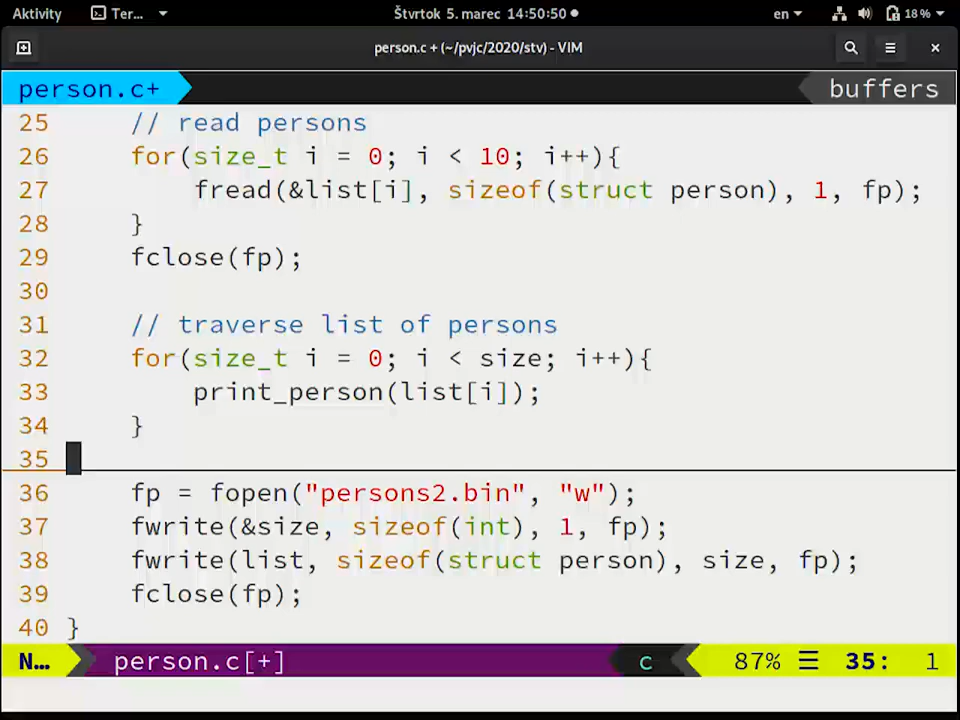 Aktivity Ter... Štvrtok 5. marec 14:50:50 en 18 %
person.c + (~/pvjc/2020/stv) - VIM
person.c+ buffers
25 // read persons
26 for(size_t i = 0; i < 10; i++){
27 fread(&list[i], sizeof(struct person), 1, fp);
28 }
29 fclose(fp);
30
31 // traverse list of persons
32 for(size_t i = 0; i < size; i++){
33 print_person(list[i]);
34 }
35
36 fp = fopen("persons2.bin", "w");
37 fwrite(&size, sizeof(int), 1, fp);
38 fwrite(list, sizeof(struct person), size, fp);
39 fclose(fp);
40 }
N... person.c[+] c 87% ☰ 35: 1